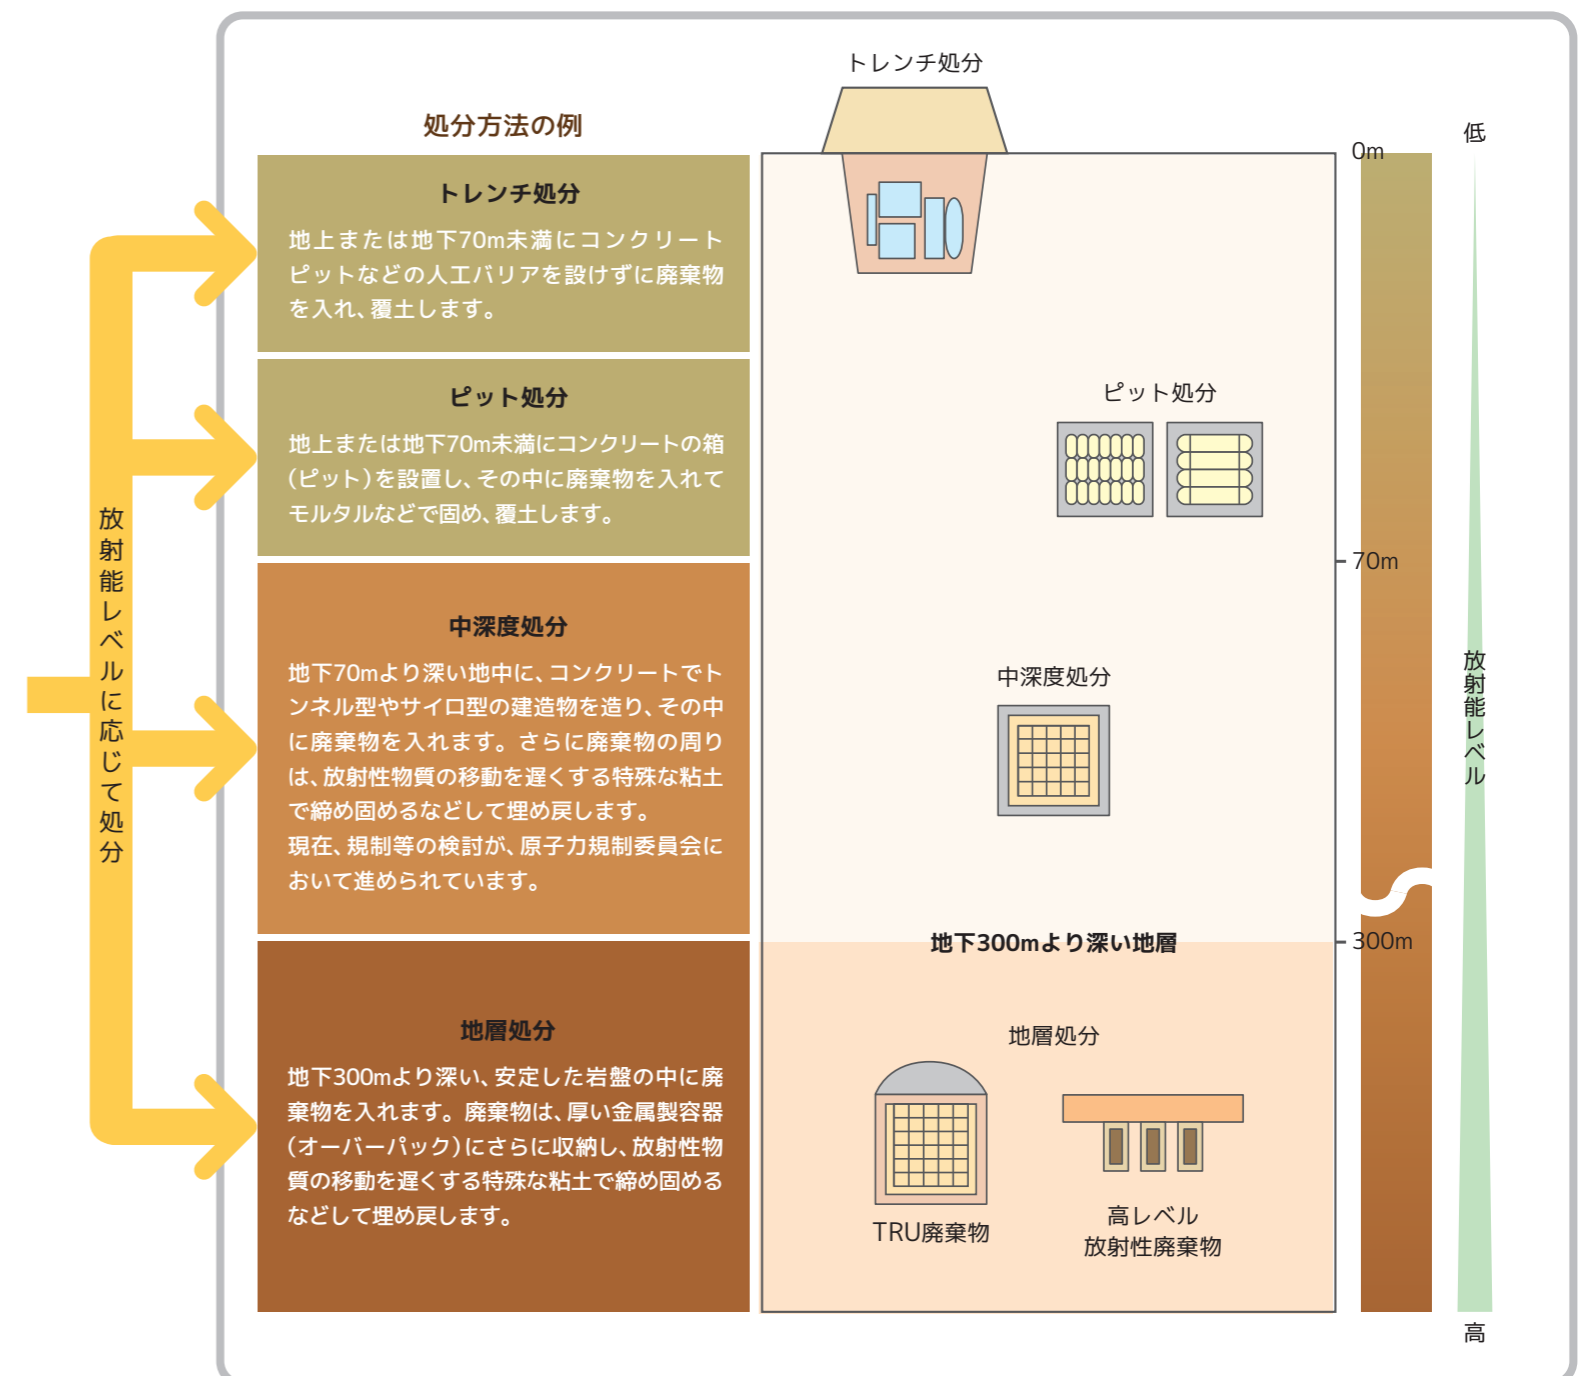 放射能レベルに応じて処分
処分方法の例
トレンチ処分
地上または地下70m未満にコンクリート
ピットなどの人工バリアを設けずに廃棄物
を入れ、覆土します。
ピット処分
地上または地下70m未満にコンクリートの箱
(ピット)を設置し、その中に廃棄物を入れて
モルタルなどで固め、覆土します。
中深度処分
地下70mより深い地中に、コンクリートでト
ンネル型やサイロ型の建造物を造り、その中
に廃棄物を入れます。さらに廃棄物の周り
は、放射性物質の移動を遅くする特殊な粘土
で締め固めるなどして埋め戻します。
現在、規制等の検討が、原子力規制委員会に
おいて進められています。
地層処分
地下300mより深い、安定した岩盤の中に廃
棄物を入れます。廃棄物は、厚い金属製容器
(オーバーパック)にさらに収納し、放射性物
質の移動を遅くする特殊な粘土で締め固める
などして埋め戻します。
トレンチ処分
ピット処分
中深度処分
地下300mより深い地層
地層処分
TRU廃棄物
高レベル
放射性廃棄物
0m
70m
300m
低
放射能レベル
高